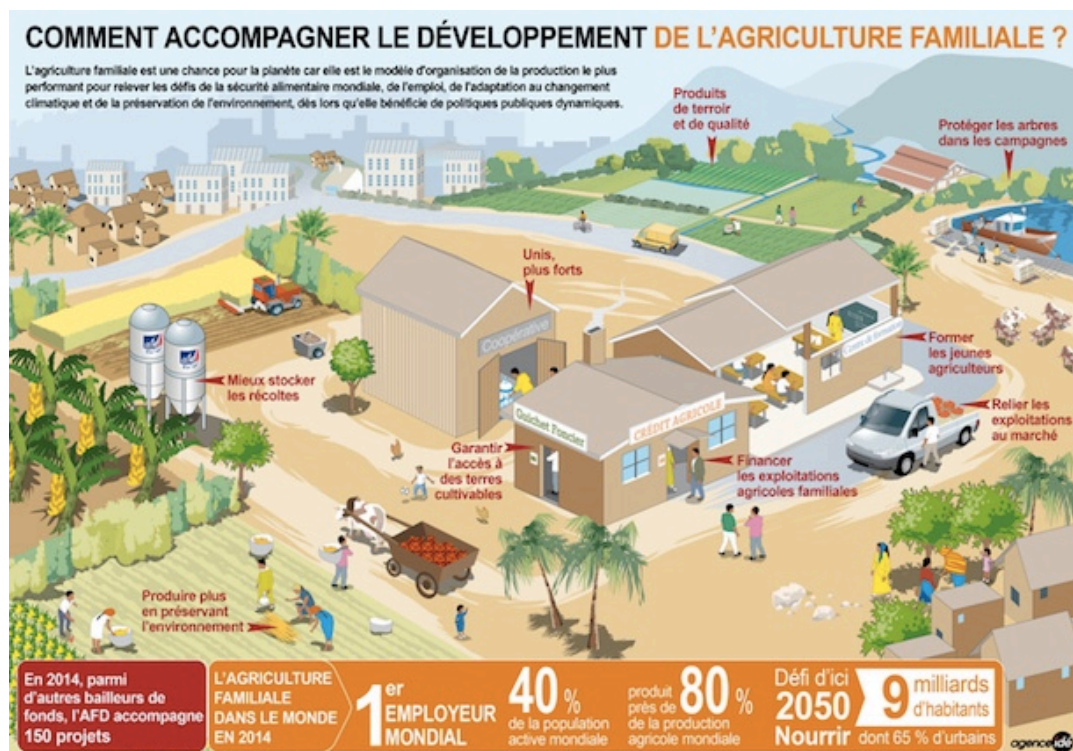 COMMENT ACCOMPAGNER LE DÉVELOPPEMENT DE L'AGRICULTURE FAMILIALE ?
L'agriculture familiale est une chance pour la planète car elle est le modèle d'organisation de la production le plus
performant pour relever les défis de la sécurité alimentaire mondiale, de l'emploi, de l'adaptation au changement
climatique et de la préservation de l'environnement, dès lors qu'elle bénéficie de politiques publiques dynamiques.
Produits
de terroir
et de qualité
Protéger les arbres
dans les campagnes
Unis,
plus forts
Coopérative
Centre de formation
Former
les jeunes
agriculteurs
Mieux stocker
les récoltes
Guichet Foncier
CRÉDIT AGRICOLE
Relier les
exploitations
au marché
Garantir
l'accès à
des terres
cultivables
Financer
les exploitations
agricoles familiales
Produire plus
en préservant
l'environnement
En 2014, parmi
d'autres bailleurs de
fonds, l'AFD accompagne
150 projets
L'AGRICULTURE
FAMILIALE
DANS LE MONDE
EN 2014
1er
EMPLOYEUR
MONDIAL
40 %
de la population
active mondiale
produit
près de 80 %
de la production
agricole mondiale
Défi d'ici
2050
Nourrir
9 milliards
d'habitants
dont 65 % d'urbains
agence idé